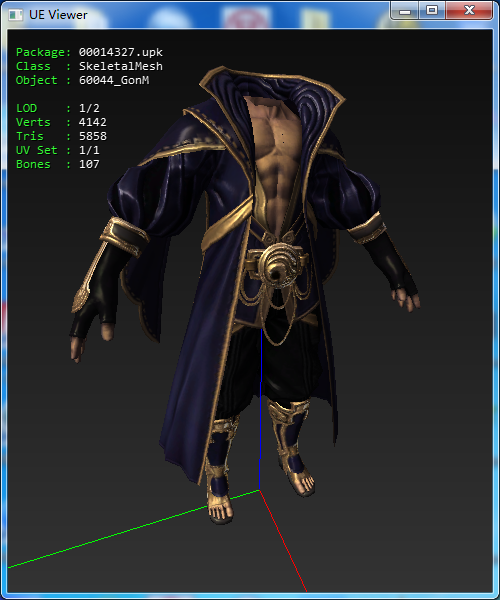 UE Viewer
Package: 00014327.upk
Class : SkeletalMesh
Object : 60044_GonM
LOD : 1/2
Verts : 4142
Tris : 5858
UV Set : 1/1
Bones : 107